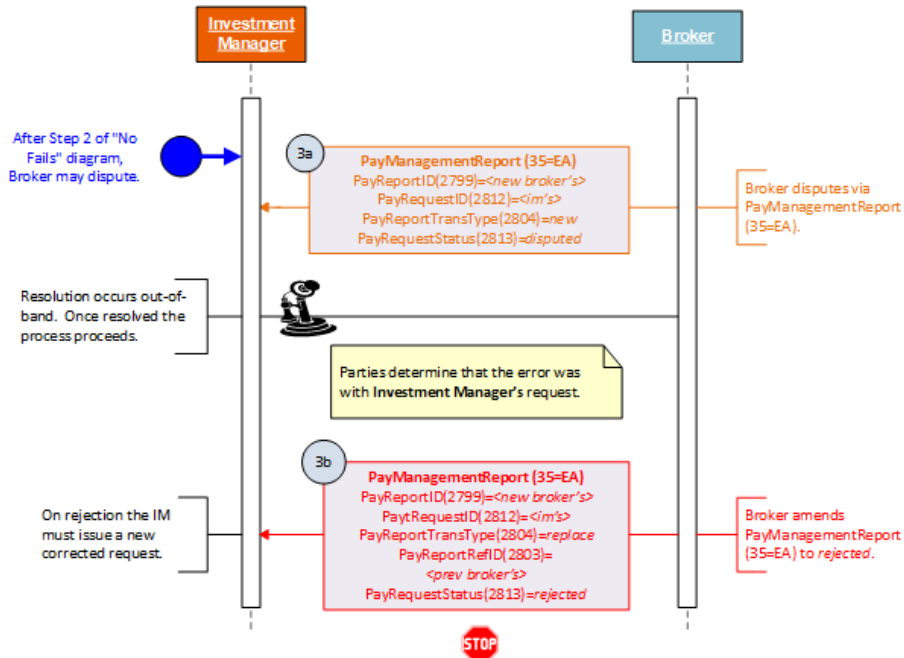 Investment
Manager
Broker
After Step 2 of "No
Fails" diagram,
Broker may dispute.
3a
PayManagementReport (35=EA)
PayReportID(2799)=<new broker's>
PayRequestID(2812)=<im's>
PayReportTransType(2804)=new
PayRequestStatus(2813)=disputed
Broker disputes via
PayManagementReport
(35=EA).
Resolution occurs out-of-
band. Once resolved the
process proceeds.
Parties determine that the error was
with Investment Manager's request.
3b
PayManagementReport (35=EA)
PayReportID(2799)=<new broker's>
PaytRequestID(2812)=<im's>
PayReportTransType(2804)=replace
PayReportRefID(2803)=
<prev broker's>
PayRequestStatus(2813)=rejected
On rejection the IM
must issue a new
corrected request.
Broker amends
PayManagementReport
(35=EA) to rejected.
STOP